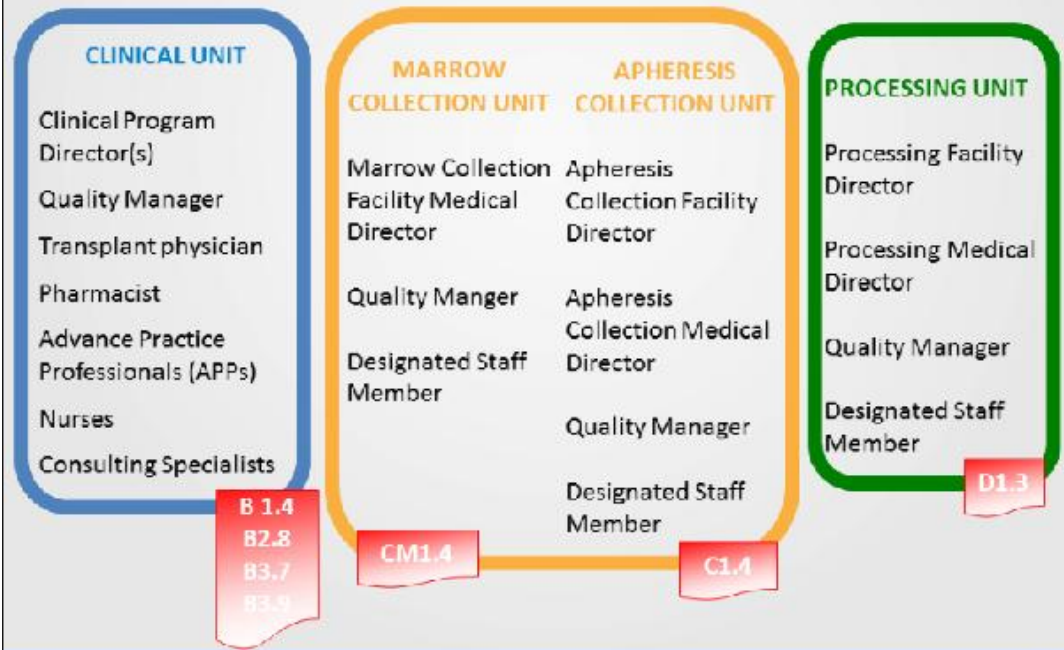 CLINICAL UNIT
Clinical Program
Director(s)
Quality Manager
Transplant physician
Pharmacist
Advance Practice
Professionals (APPs)
Nurses
Consulting Specialists
B 1.4
B2.8
B3.7
B3.9
MARROW
COLLECTION UNIT
Marrow Collection
Facility Medical
Director
Quality Manger
Designated Staff
Member
CM1.4
APHERESIS
COLLECTION UNIT
Apheresis
Collection Facility
Director
Apheresis
Collection Medical
Director
Quality Manager
Designated Staff
Member
C1.4
PROCESSING UNIT
Processing Facility
Director
Processing Medical
Director
Quality Manager
Designated Staff
Member
D1.3